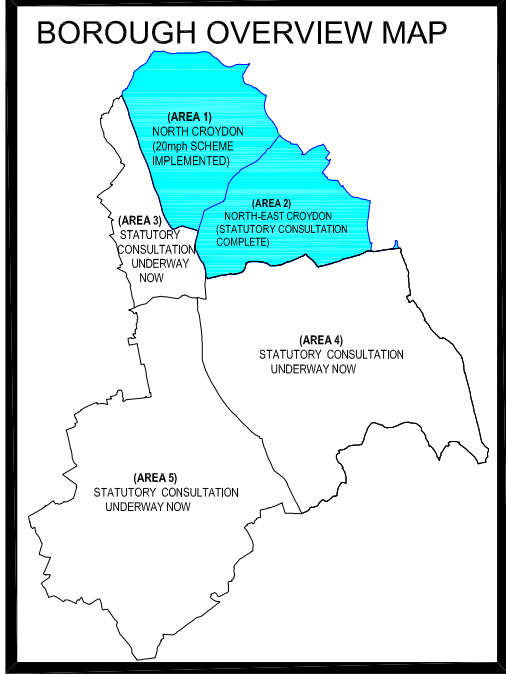 BOROUGH OVERVIEW MAP
(AREA 1)
NORTH CROYDON
(20mph SCHEME
IMPLEMENTED)
(AREA 2)
NORTH-EAST CROYDON
(STATUTORY CONSULTATION
COMPLETE)
(AREA 3)
STATUTORY
CONSULTATION
UNDERWAY
NOW
(AREA 4)
STATUTORY CONSULTATION
UNDERWAY NOW
(AREA 5)
STATUTORY CONSULTATION
UNDERWAY NOW